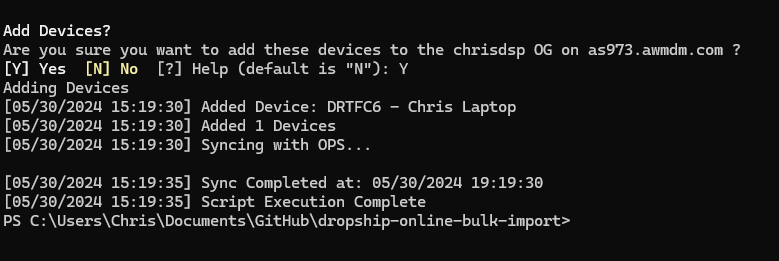 Add Devices?
Are you sure you want to add these devices to the chrisdsp OG on as973.awmdm.com ?
[Y] Yes  [N] No  [?] Help (default is "N"): Y
Adding Devices
[05/30/2024 15:19:30] Added Device: DRTFC6 - Chris Laptop
[05/30/2024 15:19:30] Added 1 Devices
[05/30/2024 15:19:30] Syncing with OPS...
[05/30/2024 15:19:35] Sync Completed at: 05/30/2024 19:19:30
[05/30/2024 15:19:35] Script Execution Complete
PS C:\Users\Chris\Documents\GitHub\dropship-online-bulk-import>